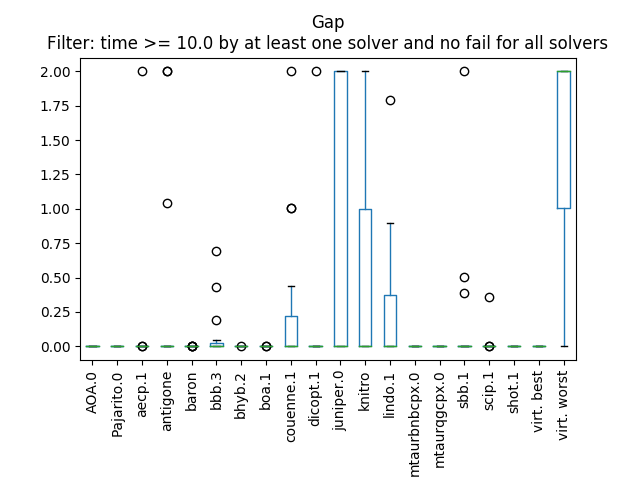 Gap
Filter: time >= 10.0 by at least one solver and no fail for all solvers
2.00
1.75
1.50
1.25
1.00
0.75
0.50
0.25
0.00
AOA.0
Pajarito.0
aecp.1
antigone
baron
bbb.3
bhyb.2
boa.1
couenne.1
dicopt.1
juniper.0
knitro
lindo.1
mtaurbnbcpx.0
mtaurqgcpx.0
sbb.1
scip.1
shot.1
virt. best
virt. worst